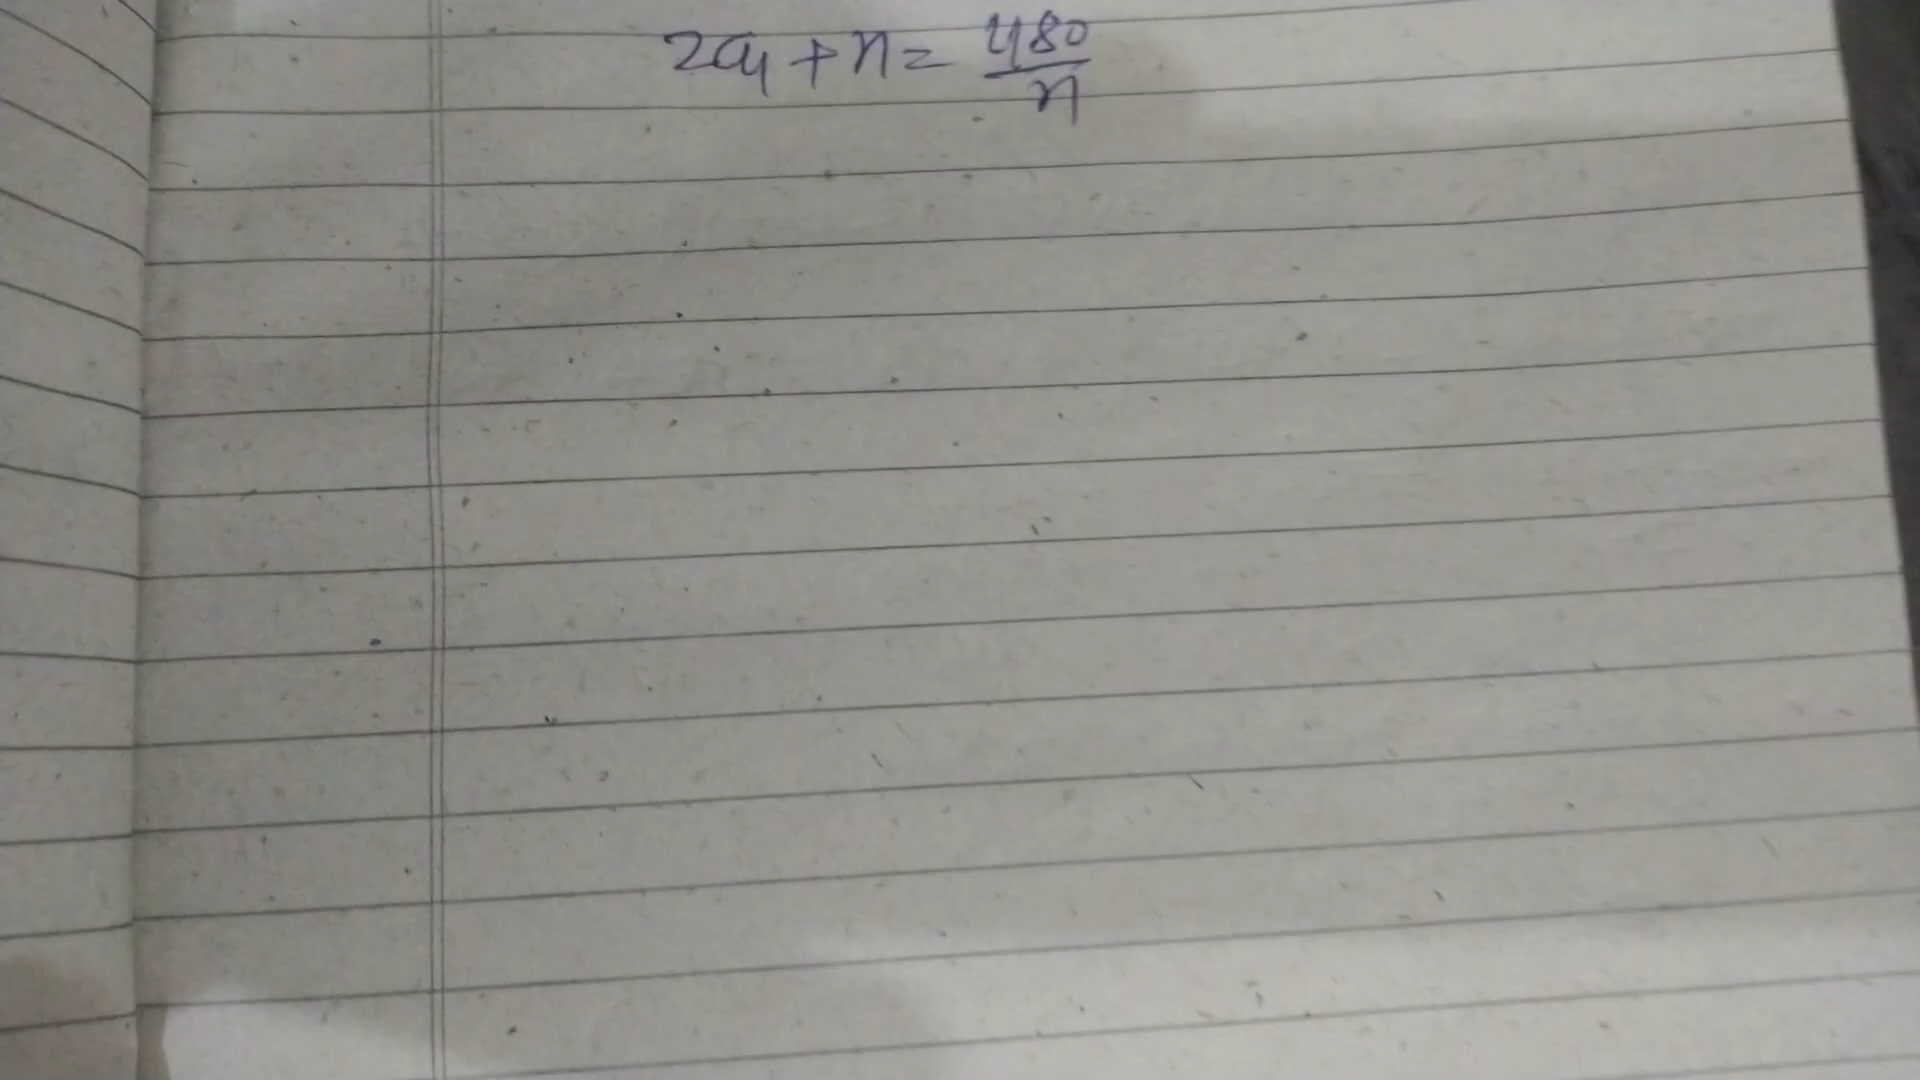 2a₁ + n = 480/n